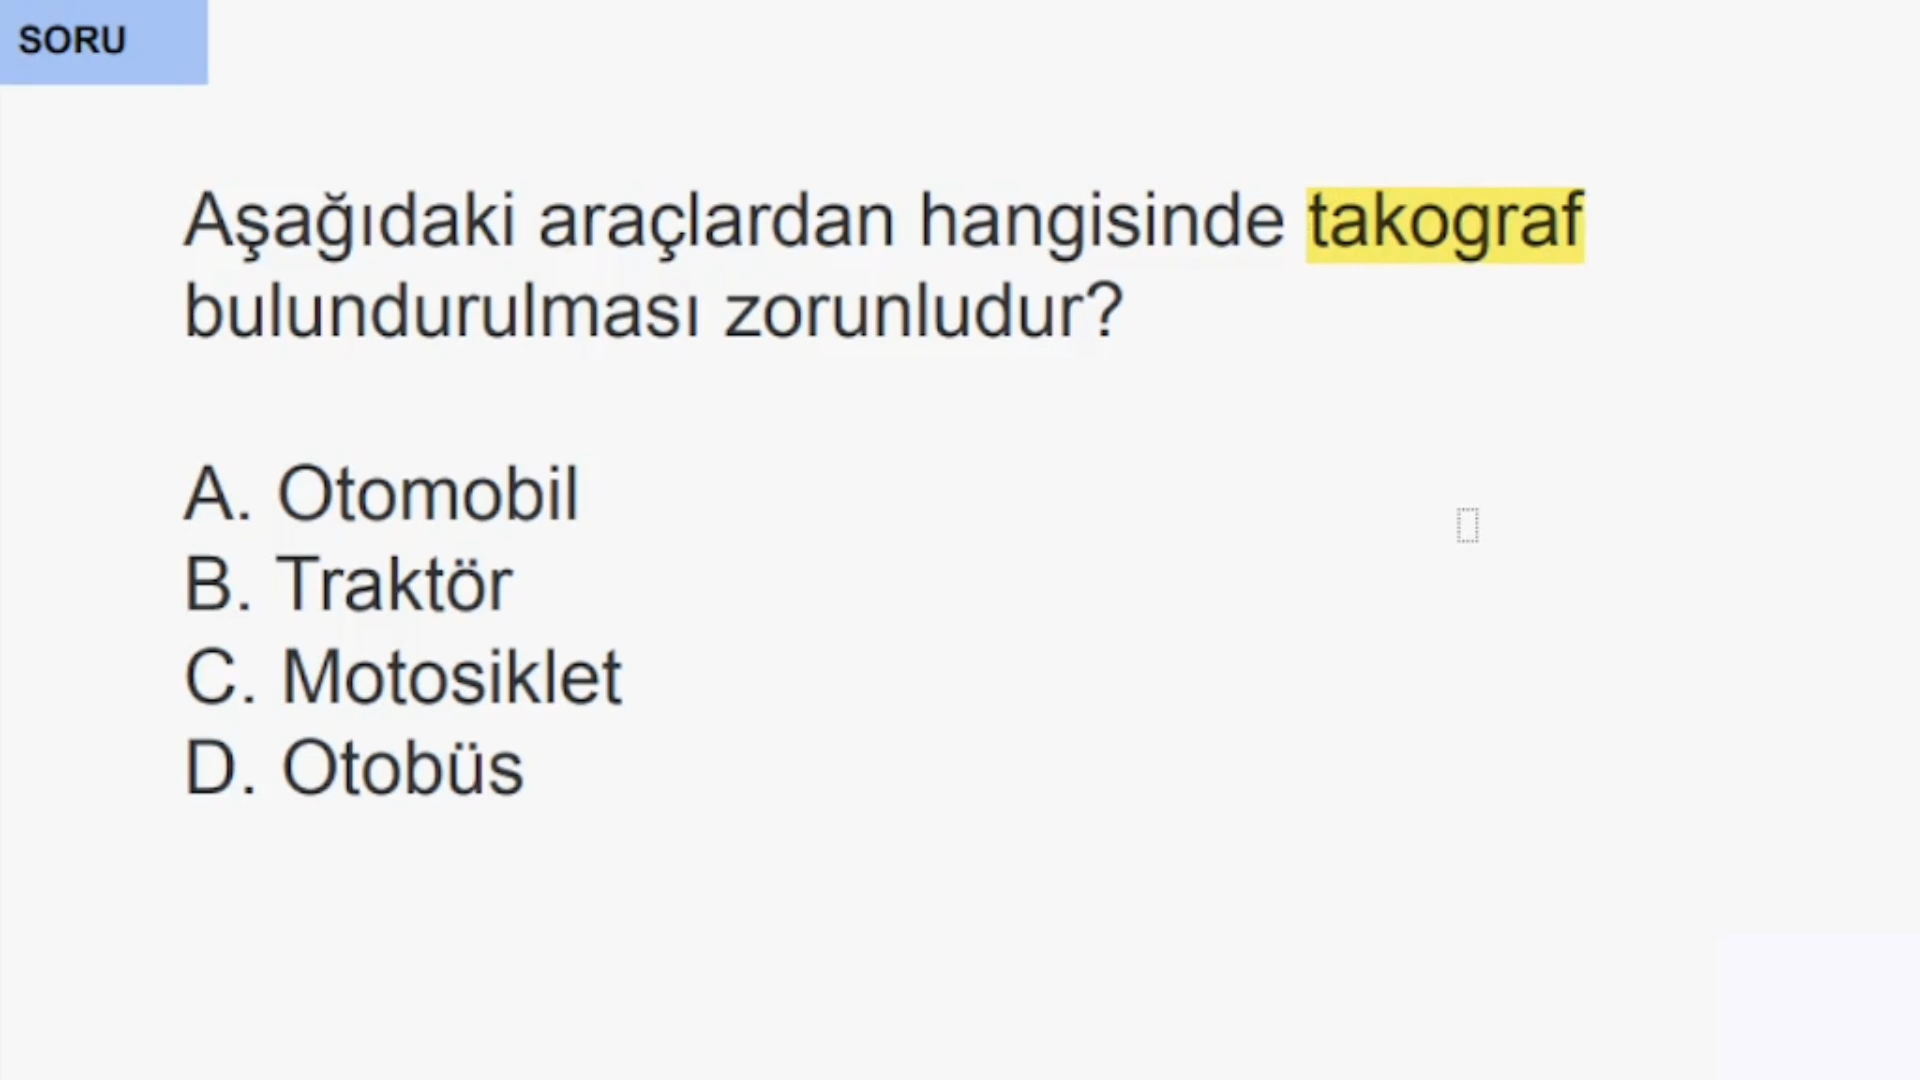 SORU
Aşağıdaki araçlardan hangisinde takograf
bulundurulması zorunludur?
A. Otomobil
B. Traktör
C. Motosiklet
D. Otobüs